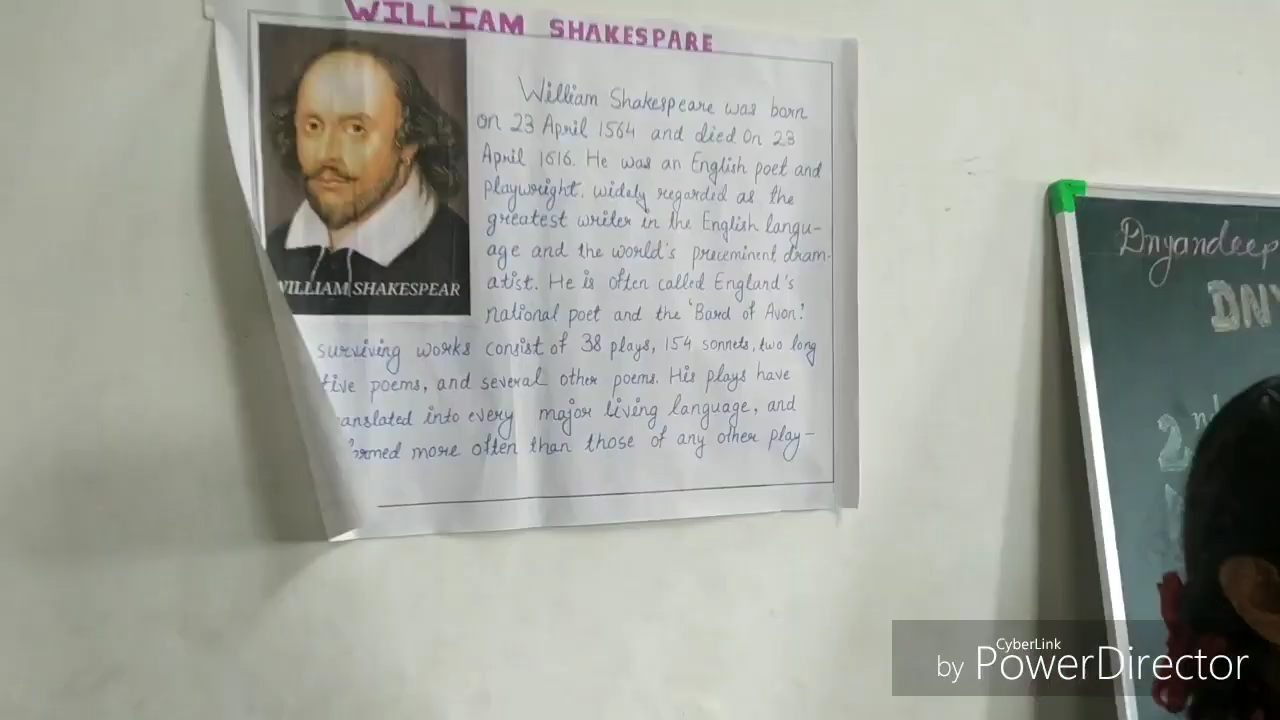 WILLIAM SHAKESPARE
William Shakespeare was born
on 23 April 1564 and died On 23
April 1616. He was an English poet and
playwright, widely regarded as the
greatest writer in the English langu-
age and the world's preeminent dram-
atist. He is often called England's
national poet and the 'Bard of Avon'.
WILLIAM SHAKESPEAR
surviving works consist of 38 plays, 154 sonnets, two long
tive poems, and several other poems. His plays have
anslated into every major living language, and
ormed more often than those of any other play-
Dnyandeep
DNY
2nd
CyberLink
by PowerDirector